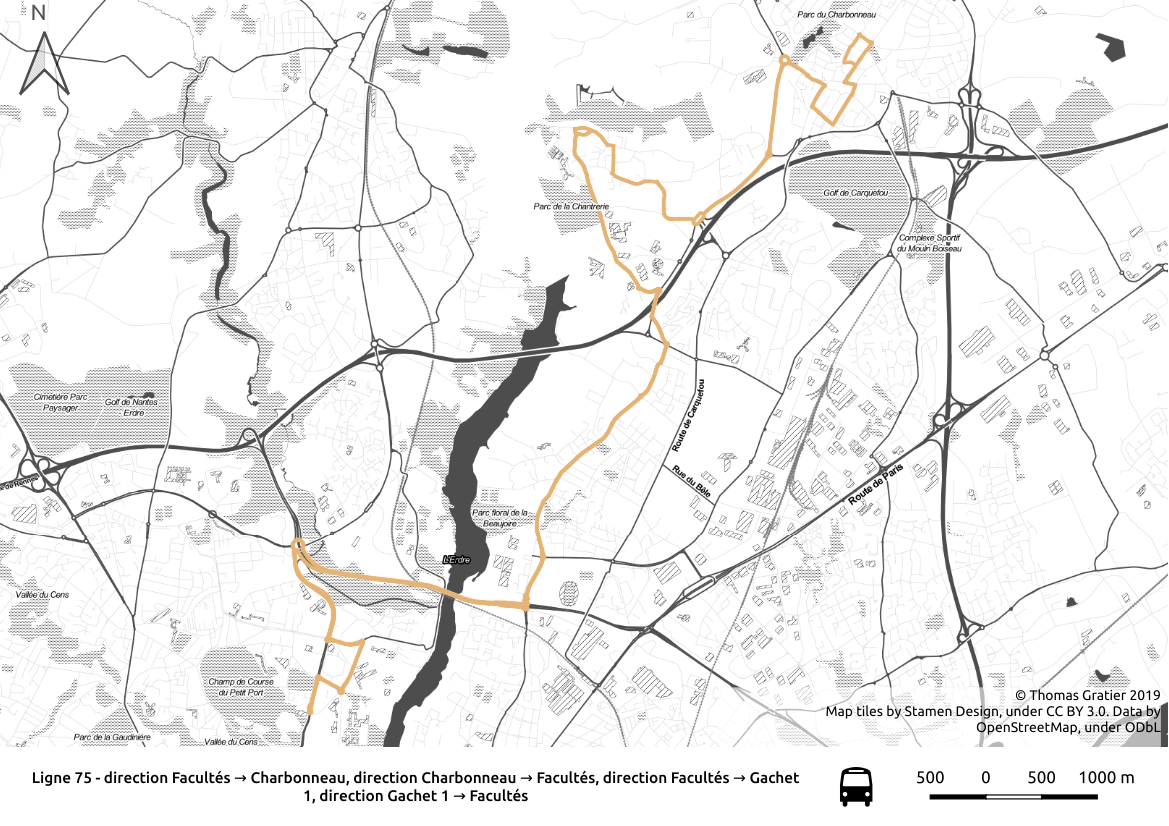 N
Parc du Charbonneau
Golf de Carquefou
Parc de la Chantrerie
Complexe Sportif
du Moulin Boiseau
Cimetière Parc
Paysager
Golf de Nantes
Erdre
Route de Carquefou
Rue du Bêle
Route de Paris
e de Rennes
Parc floral de la
Beaujoire
L'Erdre
Vallée du Cens
Champ de Course
du Petit Port
Parc de la Gaudinière
Vallée du Cens
© Thomas Gratier 2019
Map tiles by Stamen Design, under CC BY 3.0. Data by
OpenStreetMap, under ODbL
Ligne 75 - direction Facultés → Charbonneau, direction Charbonneau → Facultés, direction Facultés → Gachet
1, direction Gachet 1 → Facultés
500 0 500 1000 m